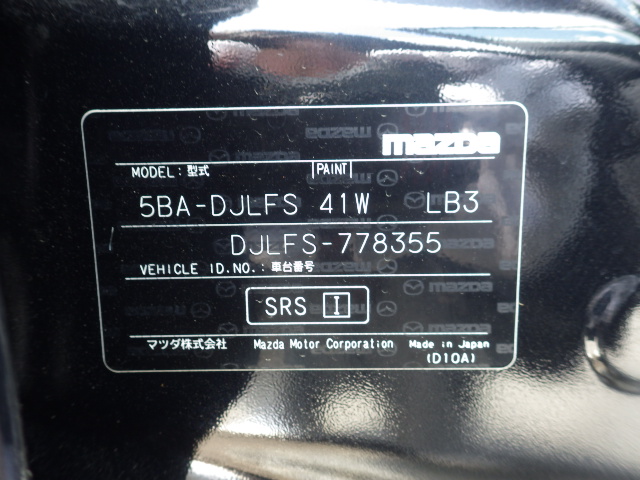 mazda
MODEL:型式 PAINT
5BA-DJLFS 41W LB3
DJLFS-778355
VEHICLE ID.NO.:車台番号
SRS I
マツダ株式会社 Mazda Motor Corporation Made in Japan
(D10A)